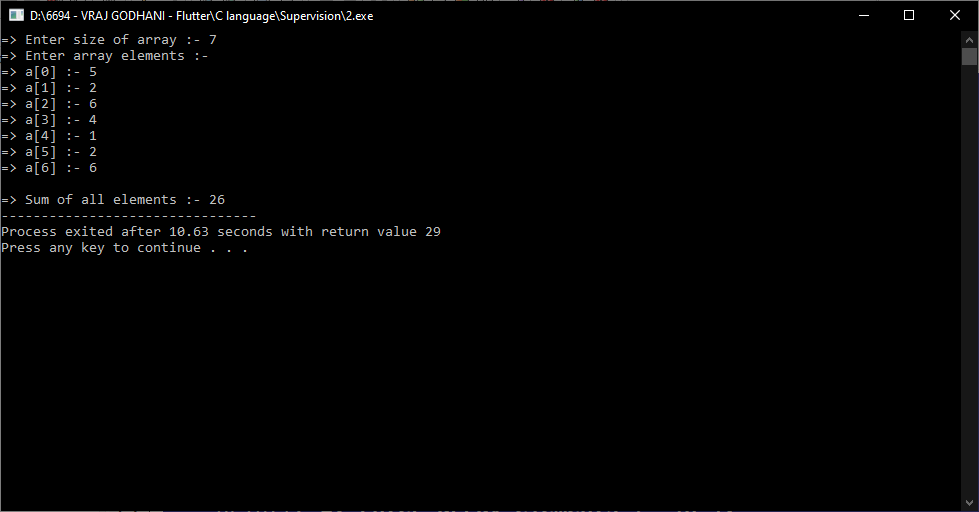 D:\6694 - VRAJ GODHANI - Flutter\C language\Supervision\2.exe
=> Enter size of array :- 7
=> Enter array elements :-
=> a[0] :- 5
=> a[1] :- 2
=> a[2] :- 6
=> a[3] :- 4
=> a[4] :- 1
=> a[5] :- 2
=> a[6] :- 6
=> Sum of all elements :- 26
--------------------------------
Process exited after 10.63 seconds with return value 29
Press any key to continue . . .